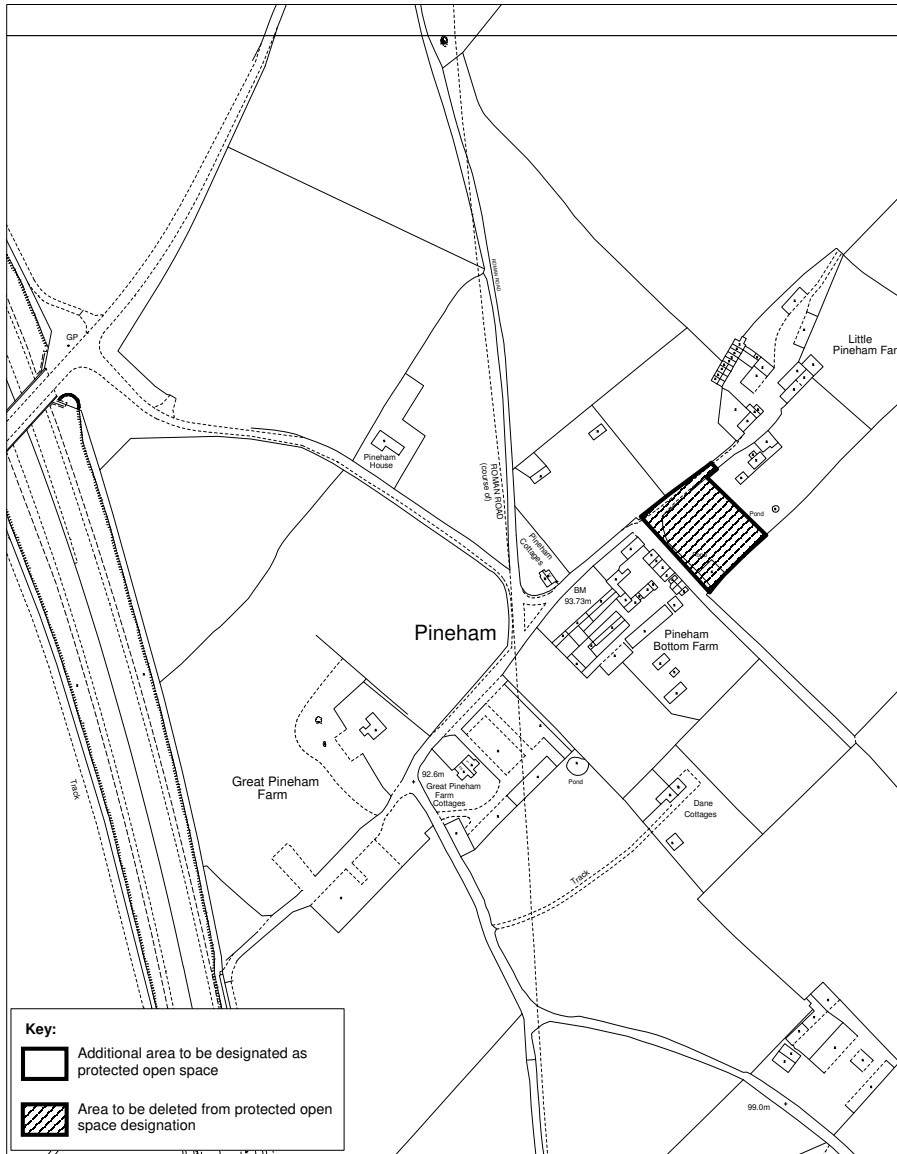 ROMAN ROAD
GP
Little
Pineham Far
Pineham
House
ROMAN ROAD
(course of)
Pond
Pineham
Cottages
BM
93.73m
Pineham
Pineham
Bottom Farm
Track
92.6m
Great Pineham
Farm
Great Pineham
Farm
Cottages
Pond
Dane
Cottages
Track
Key:
Additional area to be designated as
protected open space
Area to be deleted from protected open
space designation
99.0m